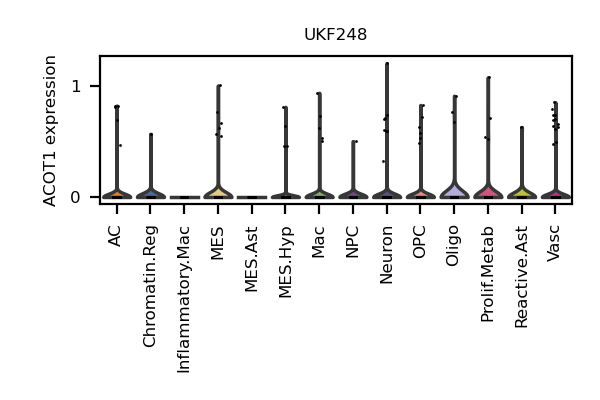 UKF248
ACOT1 expression
1
0
AC
Chromatin.Reg
Inflammatory.Mac
MES
MES.Ast
MES.Hyp
Mac
NPC
Neuron
OPC
Oligo
Prolif.Metab
Reactive.Ast
Vasc